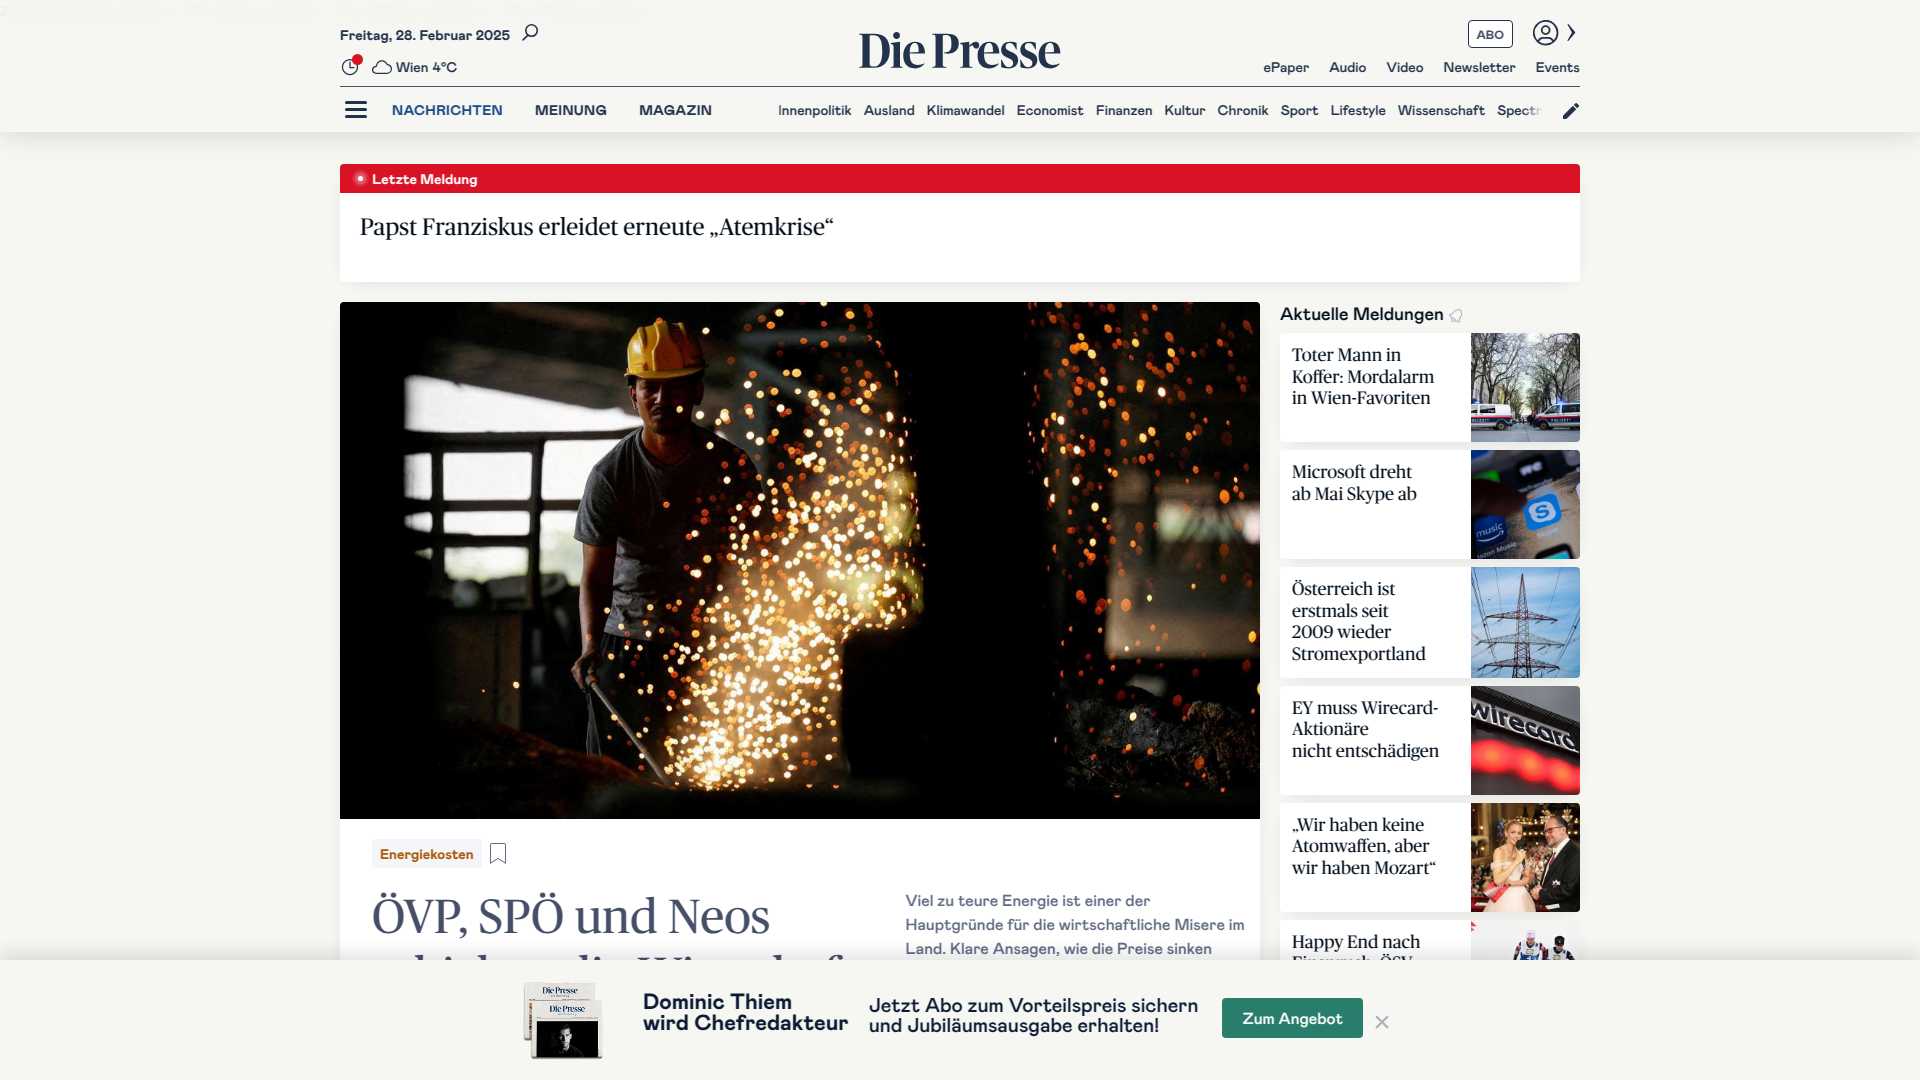 Freitag, 28. Februar 2025
Wien 4°C
Die Presse
ABO
ePaper Audio Video Newsletter Events
NACHRICHTEN MEINUNG MAGAZIN
Innenpolitik Ausland Klimawandel Economist Finanzen Kultur Chronik Sport Lifestyle Wissenschaft Spectr
Letzte Meldung
Papst Franziskus erleidet erneute „Atemkrise“
Energiekosten
ÖVP, SPÖ und Neos
Viel zu teure Energie ist einer der
Hauptgründe für die wirtschaftliche Misere im
Land. Klare Ansagen, wie die Preise sinken
Aktuelle Meldungen
Toter Mann in
Koffer: Mordalarm
in Wien-Favoriten
Microsoft dreht
ab Mai Skype ab
music
Österreich ist
erstmals seit
2009 wieder
Stromexportland
EY muss Wirecard-
Aktionäre
nicht entschädigen
wirecard
„Wir haben keine
Atomwaffen, aber
wir haben Mozart“
Happy End nach
Die Presse
Die Presse
Dominic Thiem
wird Chefredakteur
Jetzt Abo zum Vorteilspreis sichern
und Jubiläumsausgabe erhalten!
Zum Angebot